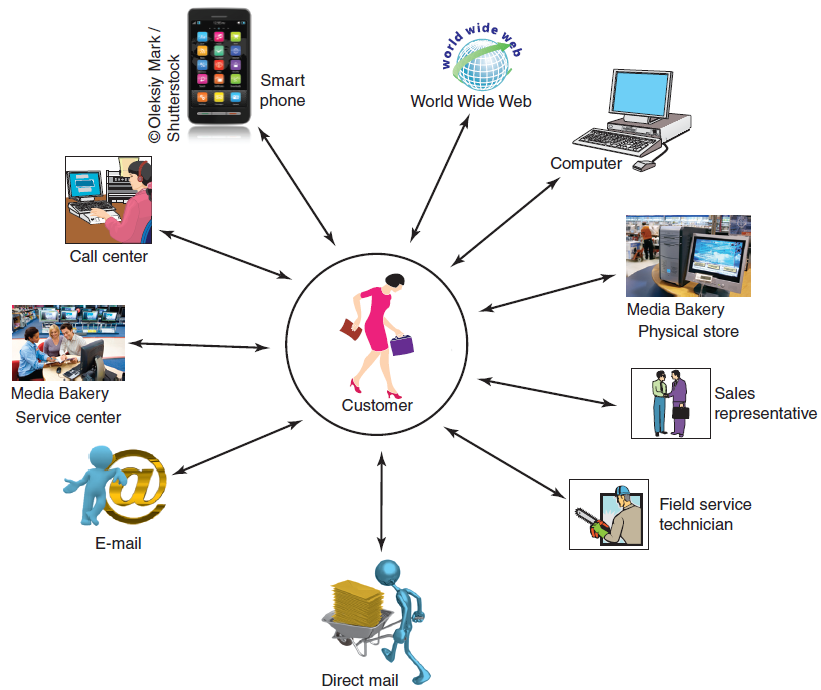 © Oleksiy Mark /
Shutterstock
Smart
phone
world wide web
World Wide Web
Computer
Call center
Media Bakery
Physical store
Media Bakery
Service center
Customer
Sales
representative
E-mail
Field service
technician
Direct mail